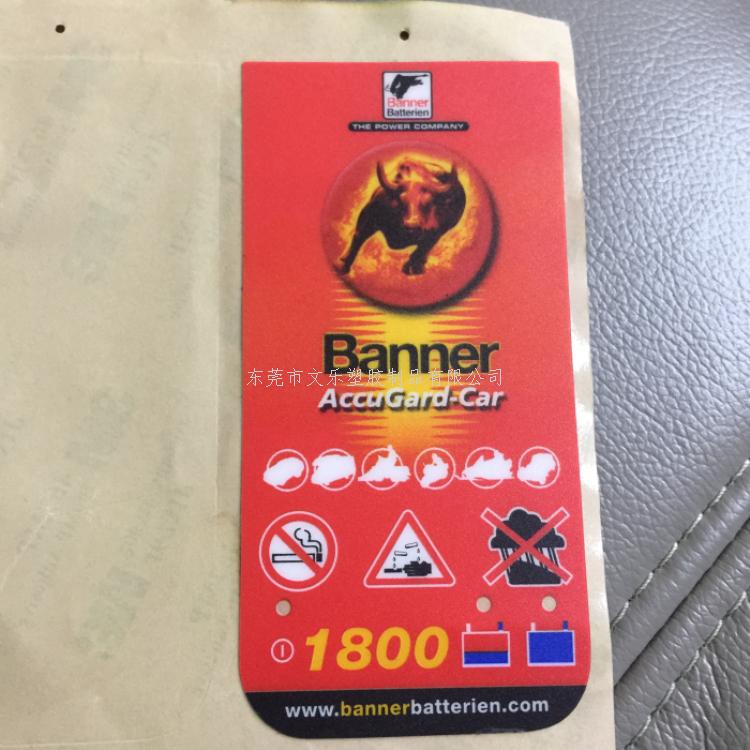 Banner
Batterien
THE POWER COMPANY
Banner
东莞市文乐塑胶制品有限公司
AccuGard-Car
1800
www.bannerbatterien.com